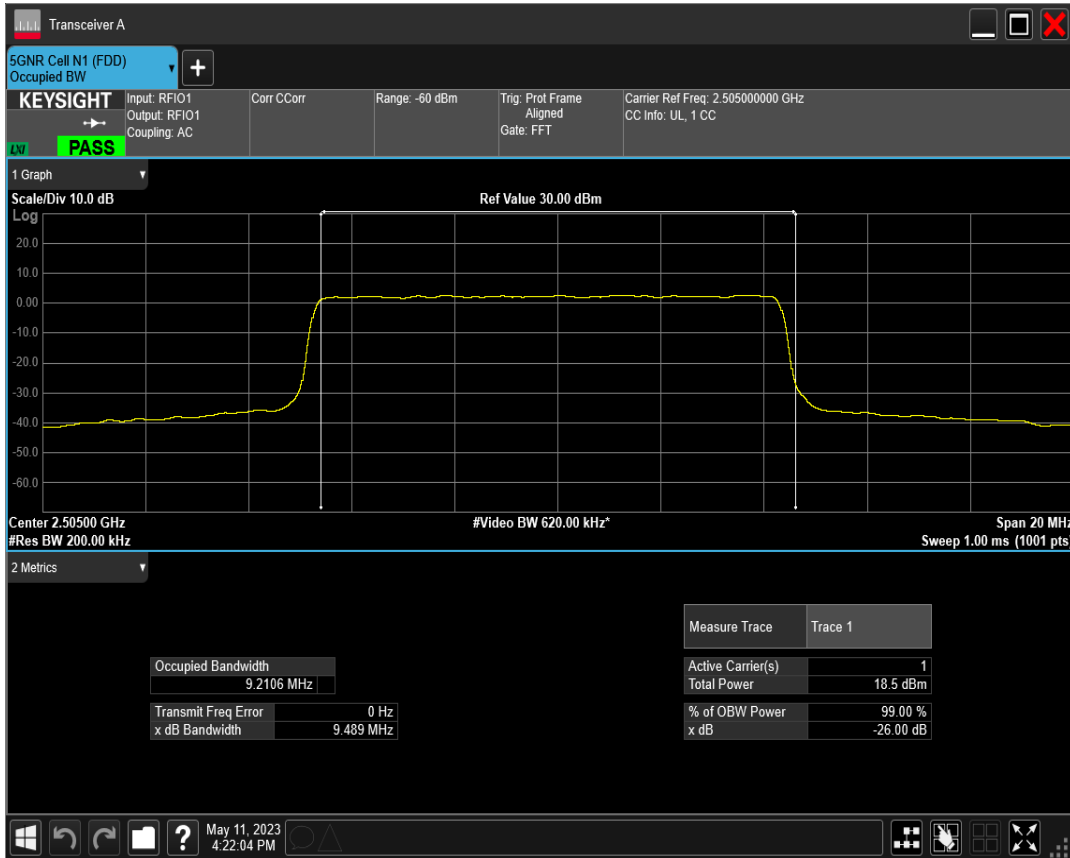 Transceiver A
5GNR Cell N1 (FDD)
Occupied BW
+
KEYSIGHT
LXI
PASS
Input: RFIO1
Output: RFIO1
Coupling: AC
Corr CCorr
Range: -60 dBm
Trig: Prot Frame
Aligned
Gate: FFT
Carrier Ref Freq: 2.505000000 GHz
CC Info: UL, 1 CC
1 Graph
Scale/Div 10.0 dB
Ref Value 30.00 dBm
Log
20.0
10.0
0.00
-10.0
-20.0
-30.0
-40.0
-50.0
-60.0
Center 2.50500 GHz
#Video BW 620.00 kHz*
Span 20 MHz
#Res BW 200.00 kHz
Sweep 1.00 ms (1001 pts)
2 Metrics
Measure Trace Trace 1
Occupied Bandwidth
9.2106 MHz
Active Carrier(s) 1
Total Power 18.5 dBm
Transmit Freq Error 0 Hz
x dB Bandwidth 9.489 MHz
% of OBW Power 99.00 %
x dB -26.00 dB
?
May 11, 2023
4:22:04 PM